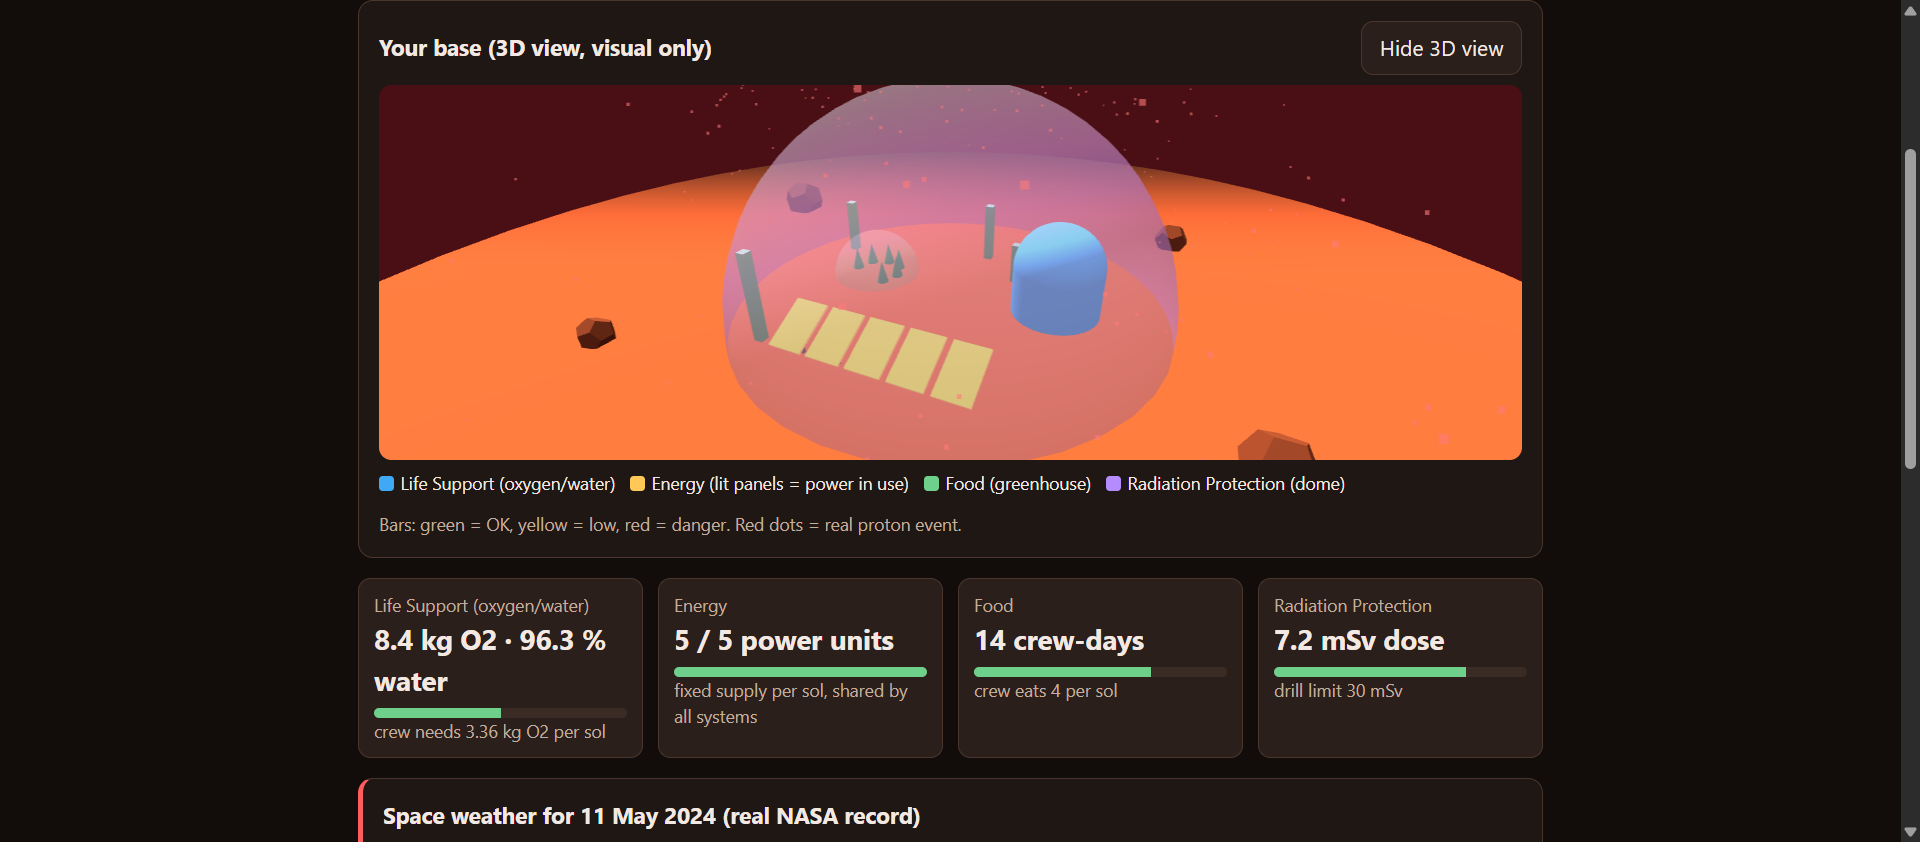 Your base (3D view, visual only)
Hide 3D view
Life Support (oxygen/water)
Energy (lit panels = power in use)
Food (greenhouse)
Radiation Protection (dome)
Bars: green = OK, yellow = low, red = danger. Red dots = real proton event.
Life Support (oxygen/water)
8.4 kg O2 · 96.3 %
water
crew needs 3.36 kg O2 per sol
Energy
5 / 5 power units
fixed supply per sol, shared by
all systems
Food
14 crew-days
crew eats 4 per sol
Radiation Protection
7.2 mSv dose
drill limit 30 mSv
Space weather for 11 May 2024 (real NASA record)